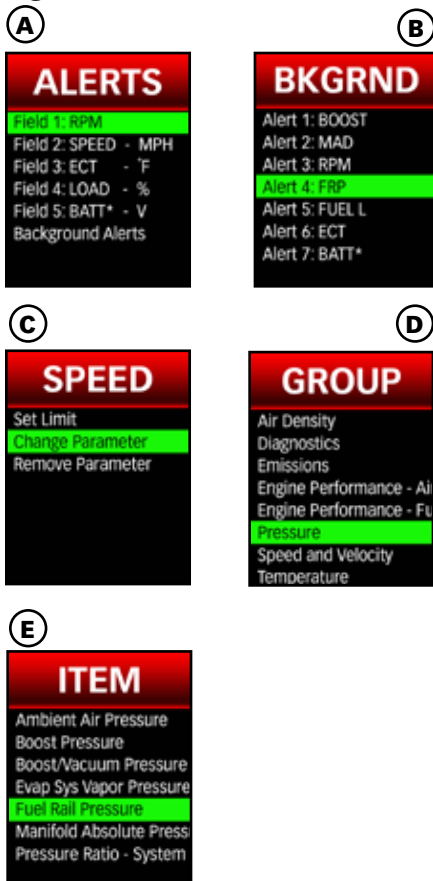 A
ALERTS
Field 1: RPM
Field 2: SPEED - MPH
Field 3: ECT - °F
Field 4: LOAD - %
Field 5: BATT* - V
Background Alerts
B
BKGRND
Alert 1: BOOST
Alert 2: MAD
Alert 3: RPM
Alert 4: FRP
Alert 5: FUEL L
Alert 6: ECT
Alert 7: BATT*
C
SPEED
Set Limit
Change Parameter
Remove Parameter
D
GROUP
Air Density
Diagnostics
Emissions
Engine Performance - Ai
Engine Performance - Fu
Pressure
Speed and Velocity
Temperature
E
ITEM
Ambient Air Pressure
Boost Pressure
Boost/Vacuum Pressure
Evap Sys Vapor Pressure
Fuel Rail Pressure
Manifold Absolute Press
Pressure Ratio - System